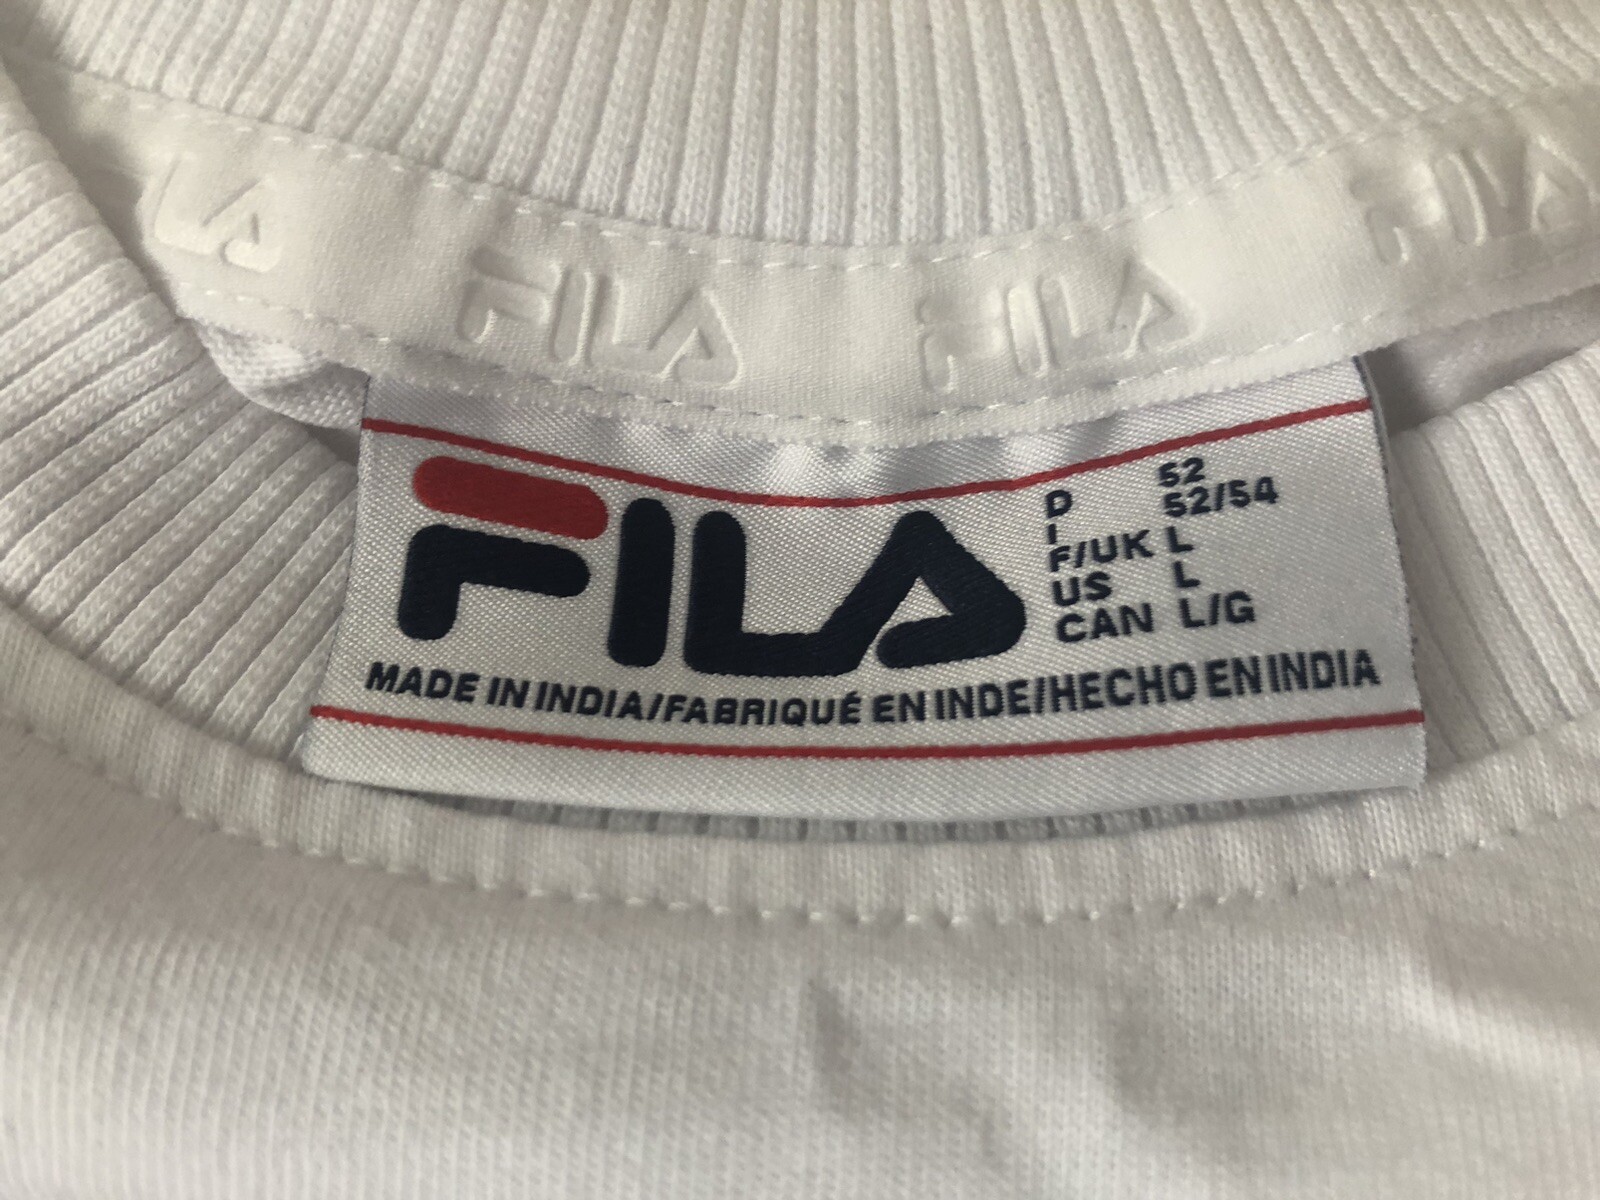 FILA
FILA
FILA
FILA
FILA
D 52
I 52/54
F/UK L
US L
CAN L/G
MADE IN INDIA/FABRIQUÉ EN INDE/HECHO EN INDIA